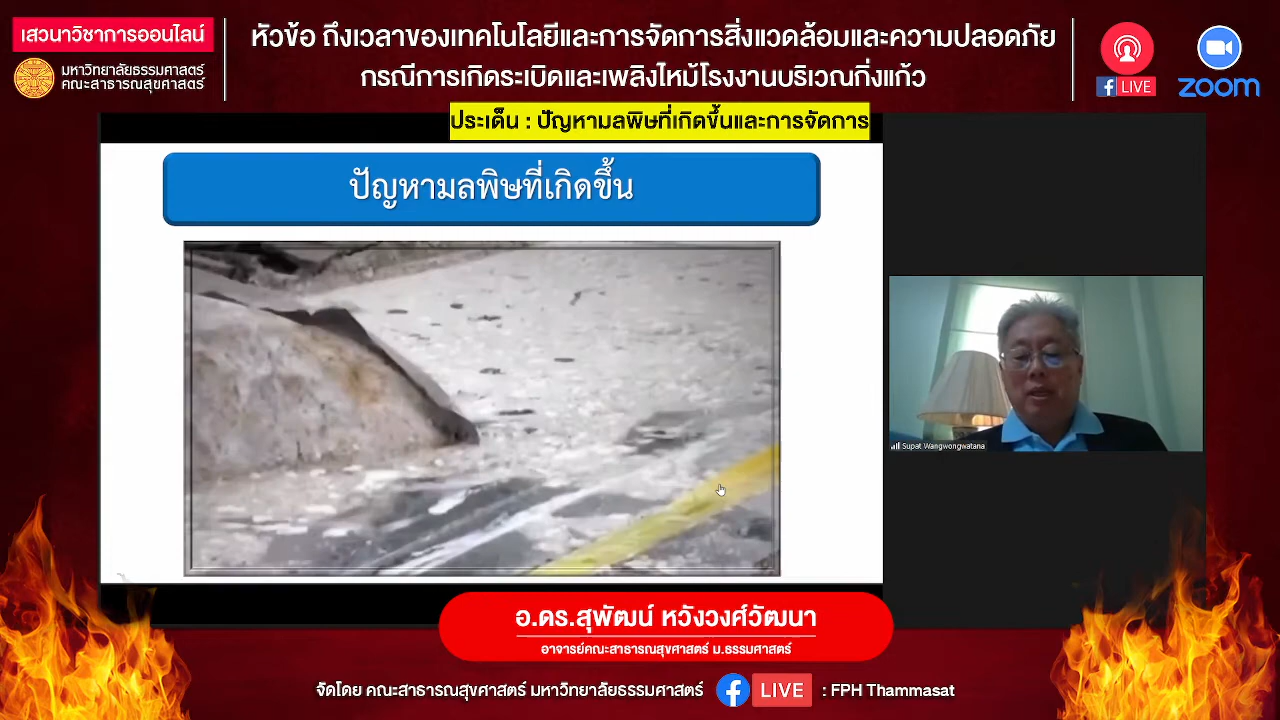 เสวนาวิชาการออนไลน์
มหาวิทยาลัยธรรมศาสตร์
คณะสาธารณสุขศาสตร์
หัวข้อ ถึงเวลาของเทคโนโลยีและการจัดการสิ่งแวดล้อมและความปลอดภัย
กรณีการเกิดระเบิดและเพลิงไหม้โรงงานบริเวณกิ่งแก้ว
LIVE
zoom
ประเด็น : ปัญหามลพิษที่เกิดขึ้นและการจัดการ
ปัญหามลพิษที่เกิดขึ้น
Supat Wangwongwatana
อ.ดร.สุพัฒน์ หวังวงศ์วัฒนา
อาจารย์คณะสาธารณสุขศาสตร์ ม.ธรรมศาสตร์
จัดโดย คณะสาธารณสุขศาสตร์ มหาวิทยาลัยธรรมศาสตร์ LIVE : FPH Thammasat